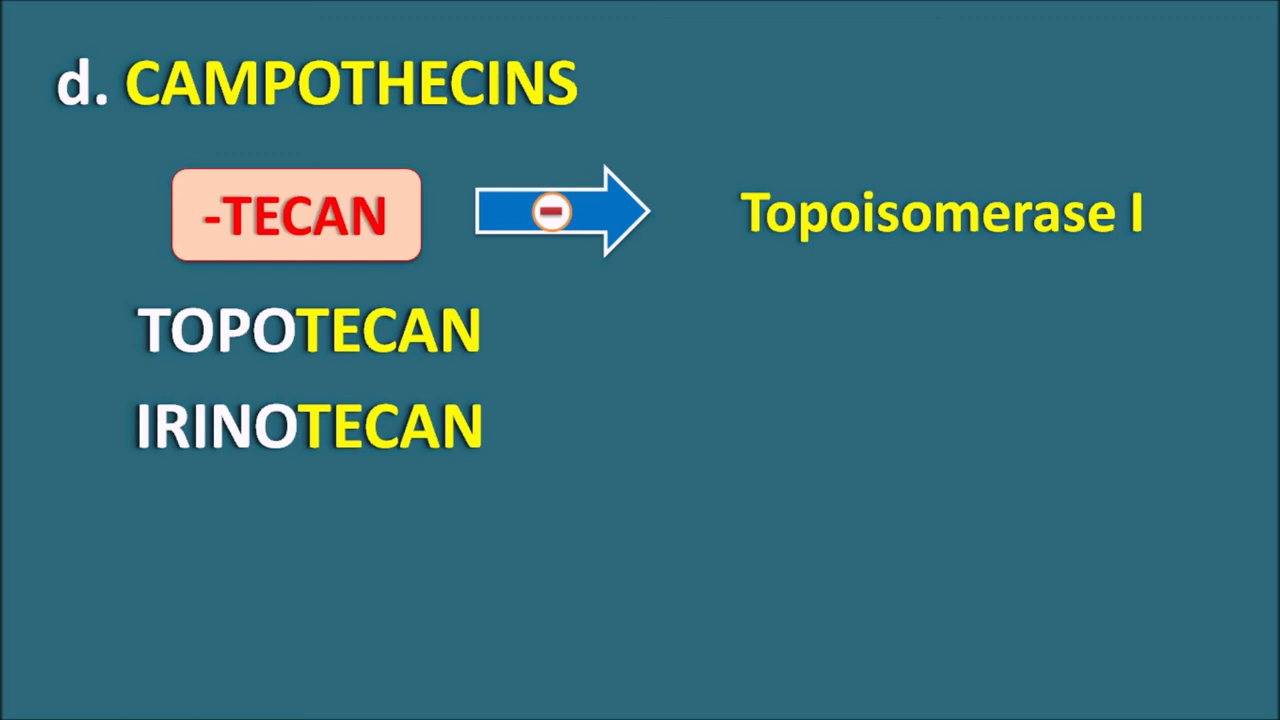 d. CAMPOTHECINS
-TECAN
Topoisomerase I
TOPOTECAN
IRINOTECAN